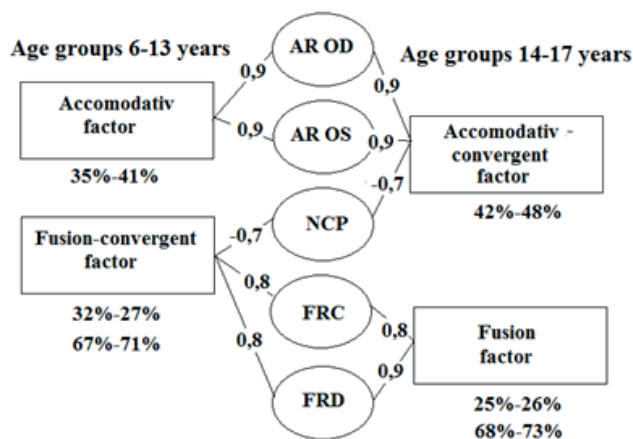 Age groups 6-13 years
AR OD
Age groups 14-17 years
0,9
0,9
Accomodativ
factor
0,9
AR OS
0,9
Accomodativ -
convergent
factor
35%-41%
-0,7
42%-48%
NCP
Fusion-convergent
factor
-0,7
0,8
32%-27%
67%-71%
FRC
0,8
Fusion
factor
0,8
0,9
FRD
25%-26%
68%-73%